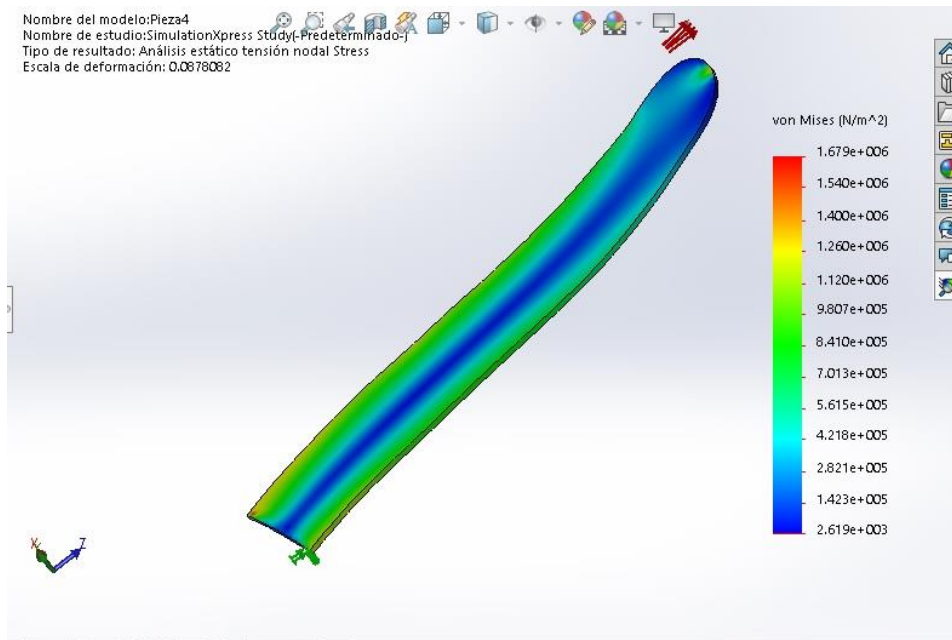 Nombre del modelo:Pieza4
Nombre de estudio:SimulationXpress Study(-Predeterminado-)
Tipo de resultado: Análisis estático tensión nodal Stress
Escala de deformación: 0.0878082
von Mises (N/m^2)
1.679e+006
1.540e+006
1.400e+006
1.260e+006
1.120e+006
9.807e+005
8.410e+005
7.013e+005
5.615e+005
4.218e+005
2.821e+005
1.423e+005
2.619e+003
X
Z